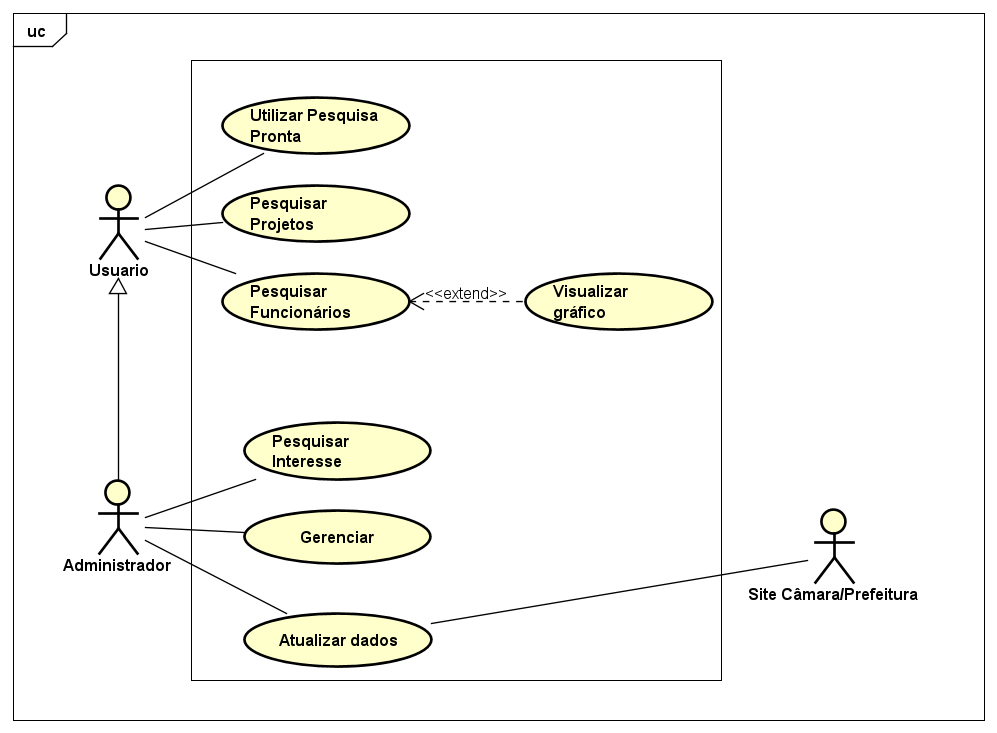 uc
Utilizar Pesquisa
Pronta
Pesquisar
Projetos
Usuario
Pesquisar
Funcionários
<<extend>>
Visualizar
gráfico
Pesquisar
Interesse
Gerenciar
Administrador
Site Câmara/Prefeitura
Atualizar dados